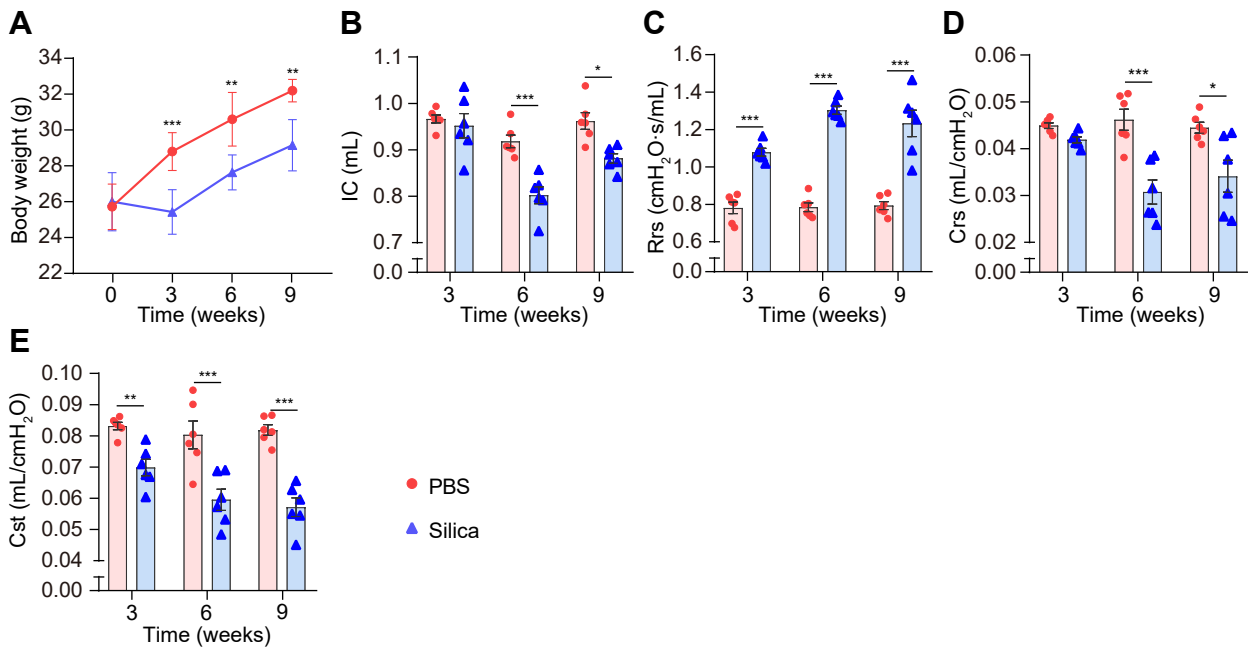 A
Body weight (g)
34
32
30
28
26
24
22
***
**
**
0 3 6 9
Time (weeks)
B
IC (mL)
1.1
1.0
0.9
0.8
0.7
0.0
***
*
3 6 9
Time (weeks)
C
Rrs (cmH₂O·s/mL)
1.6
1.4
1.2
1.0
0.8
0.6
0.0
***
***
***
3 6 9
Time (weeks)
D
Crs (mL/cmH₂O)
0.06
0.05
0.04
0.03
0.02
0.00
***
*
3 6 9
Time (weeks)
E
Cst (mL/cmH₂O)
0.10
0.09
0.08
0.07
0.06
0.05
0.04
0.00
**
***
***
3 6 9
Time (weeks)
PBS
Silica